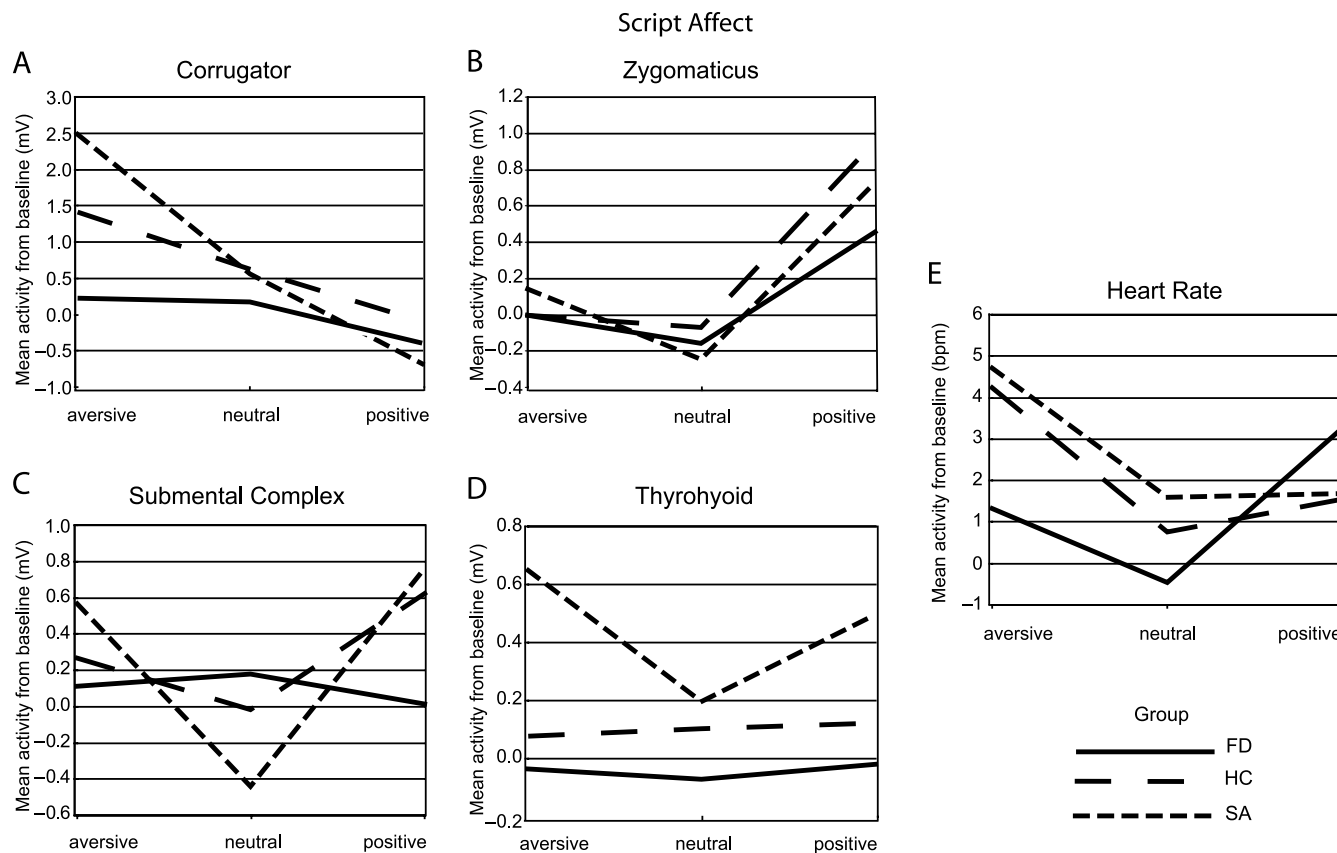 Script Affect
A
Corrugator
Mean activity from baseline (mV)
3.0
2.5
2.0
1.5
1.0
0.5
0.0
–0.5
–1.0
aversive neutral positive
B
Zygomaticus
Mean activity from baseline (mV)
1.2
1.0
0.8
0.6
0.4
0.2
0.0
–0.2
–0.4
aversive neutral positive
C
Submental Complex
Mean activity from baseline (mV)
1.0
0.8
0.6
0.4
0.2
0.0
–0.2
–0.4
–0.6
aversive neutral positive
D
Thyrohyoid
Mean activity from baseline (mV)
0.8
0.6
0.4
0.2
0.0
–0.2
aversive neutral positive
E
Heart Rate
Mean activity from baseline (bpm)
6
5
4
3
2
1
0
–1
aversive neutral positive
Group
FD
HC
SA